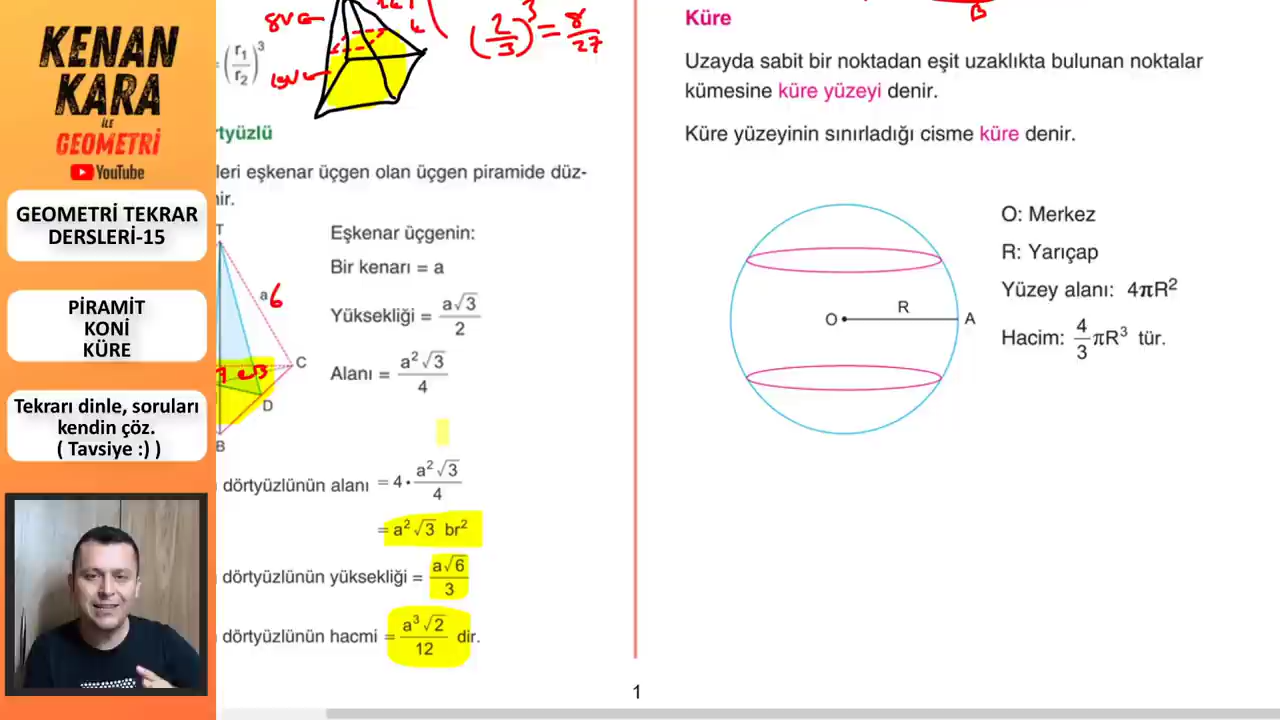 KENAN
KARA
İLE
GEOMETRİ
YouTube
GEOMETRİ TEKRAR
DERSLERİ-15
PİRAMİT
KONİ
KÜRE
Tekrarı dinle, soruları
kendin çöz.
( Tavsiye :) )
8V
19V
= (r₁/r₂)³
(2/3)³ = 8/27
rtyüzlü
leri eşkenar üçgen olan üçgen piramide düz-
nir.
T
a 6
C
D
B
Eşkenar üçgenin:
Bir kenarı = a
Yüksekliği = a√3/2
Alanı = a²√3/4
dörtyüzlünün alanı = 4 · a²√3/4
= a²√3 br²
dörtyüzlünün yüksekliği = a√6/3
dörtyüzlünün hacmi = a³√2/12 dir.
B
Küre
Uzayda sabit bir noktadan eşit uzaklıkta bulunan noktalar
kümesine küre yüzeyi denir.
Küre yüzeyinin sınırladığı cisme küre denir.
O R A
O: Merkez
R: Yarıçap
Yüzey alanı: 4πR²
Hacim: 4/3 πR³ tür.
1